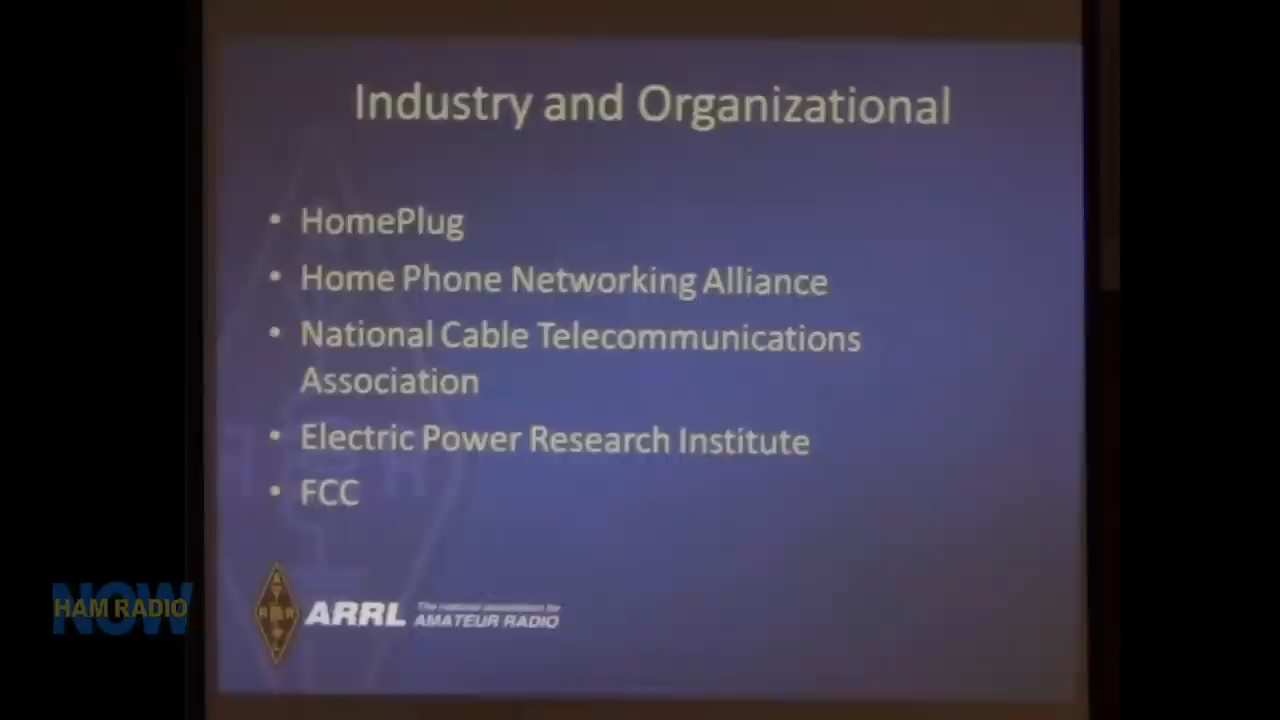 Industry and Organizational
• HomePlug
• Home Phone Networking Alliance
• National Cable Telecommunications
Association
• Electric Power Research Institute
• FCC
ARRL The national association for
AMATEUR RADIO
NOW
HAM RADIO